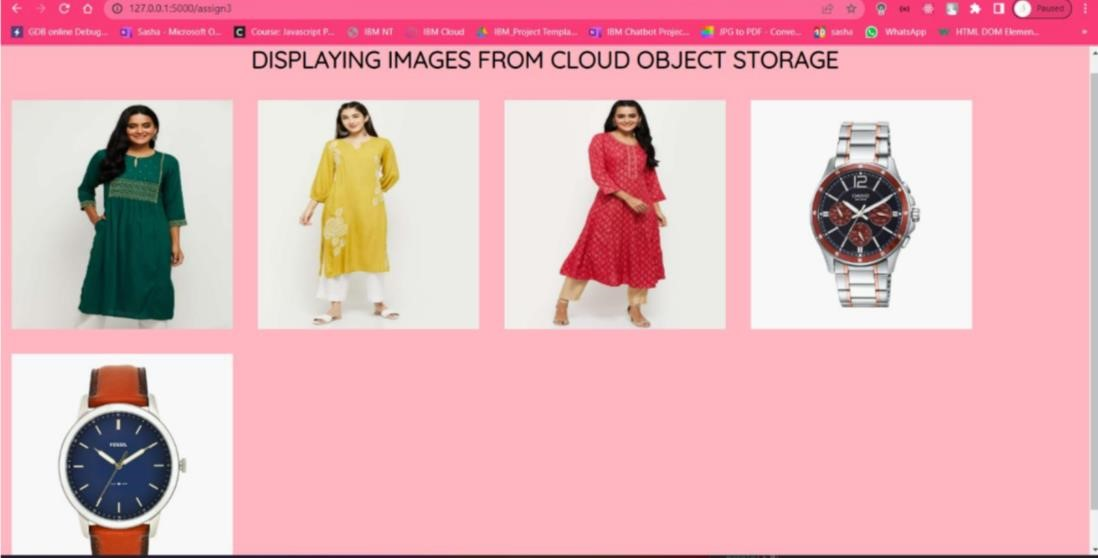 127.0.0.1:5000/assign3
Paused
GDB online Debug...
Sasha - Microsoft O...
Course: Javascript P...
IBM NT
IBM Cloud
IBM_Project Templa...
IBM Chatbot Projec...
JPG to PDF - Conve...
sasha
WhatsApp
HTML DOM Elemen...
»
DISPLAYING IMAGES FROM CLOUD OBJECT STORAGE
12
CASIO
FOSSIL